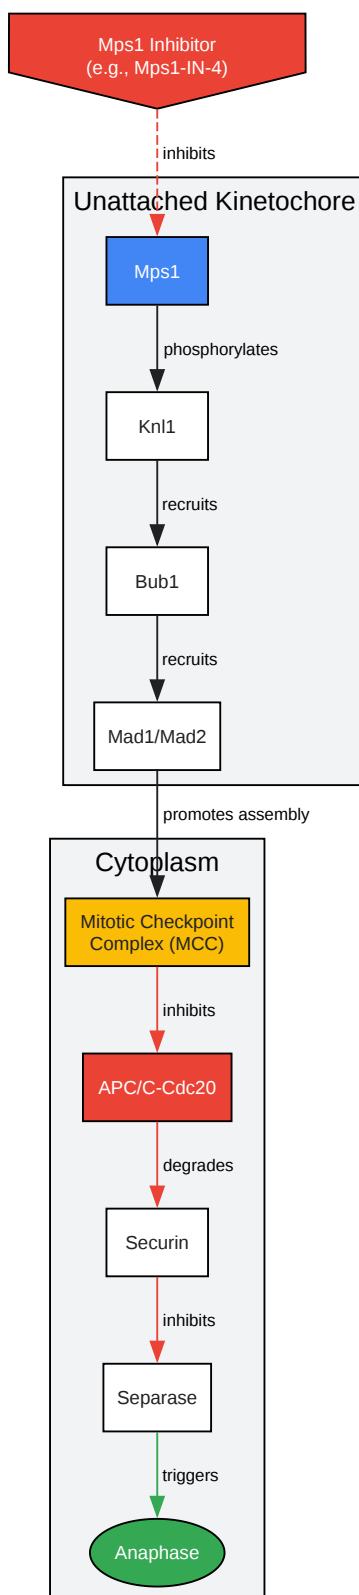 Mps1 Inhibitor
(e.g., Mps1-IN-4)
inhibits
Unattached Kinetochore
Mps1
phosphorylates
Knl1
recruits
Bub1
recruits
Mad1/Mad2
promotes assembly
Cytoplasm
Mitotic Checkpoint
Complex (MCC)
inhibits
APC/C-Cdc20
degrades
Securin
inhibits
Separase
triggers
Anaphase